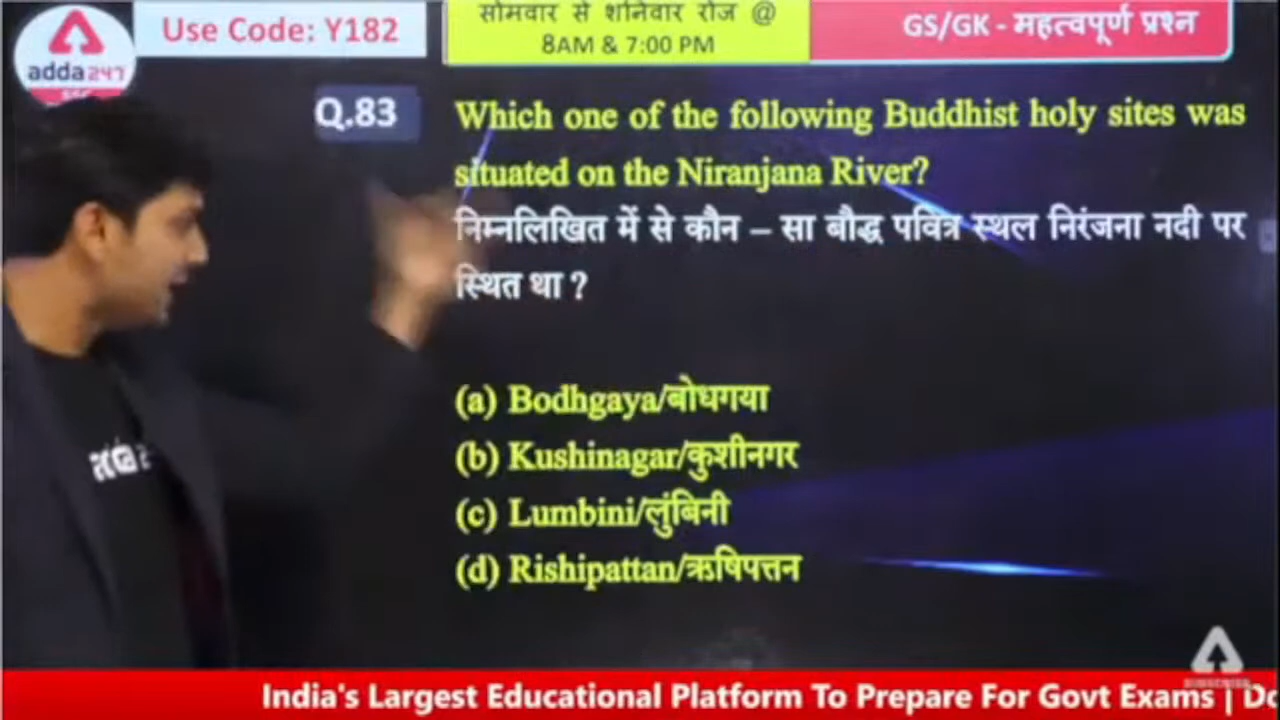 Use Code: Y182
सोमवार से शनिवार रोज @
8AM & 7:00 PM
GS/GK - महत्वपूर्ण प्रश्न
adda247
SSC
Q.83
Which one of the following Buddhist holy sites was
situated on the Niranjana River?
निम्नलिखित में से कौन – सा बौद्ध पवित्र स्थल निरंजना नदी पर
स्थित था ?
(a) Bodhgaya/बोधगया
(b) Kushinagar/कुशीनगर
(c) Lumbini/लुंबिनी
(d) Rishipattan/ऋषिपत्तन
SUBSCRIBE
India's Largest Educational Platform To Prepare For Govt Exams |